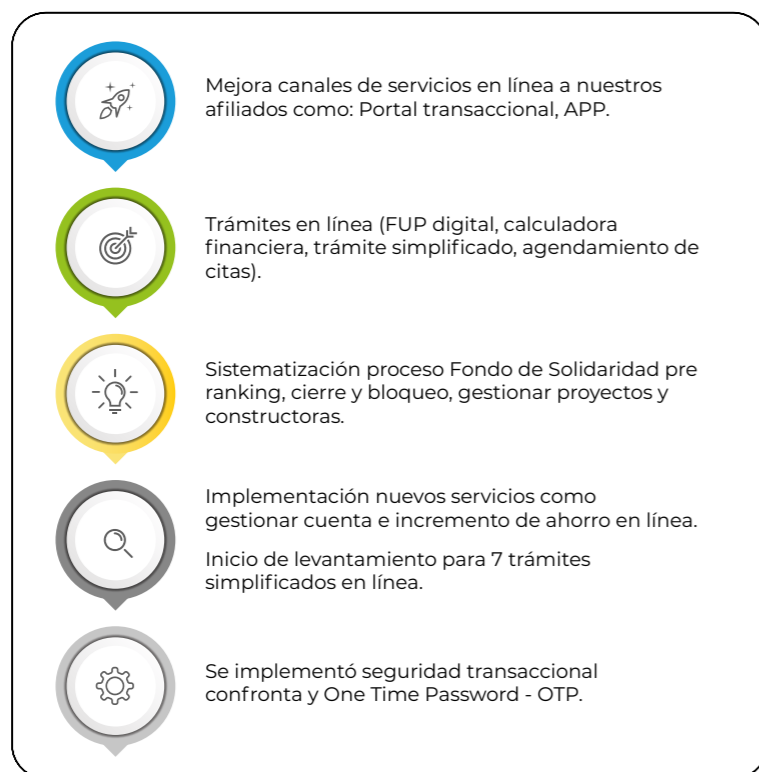 Mejora canales de servicios en línea a nuestros
afiliados como: Portal transaccional, APP.
Trámites en línea (FUP digital, calculadora
financiera, trámite simplificado, agendamiento de
citas).
Sistematización proceso Fondo de Solidaridad pre
ranking, cierre y bloqueo, gestionar proyectos y
constructoras.
Implementación nuevos servicios como
gestionar cuenta e incremento de ahorro en línea.
Inicio de levantamiento para 7 trámites
simplificados en línea.
Se implementó seguridad transaccional
confronta y One Time Password - OTP.